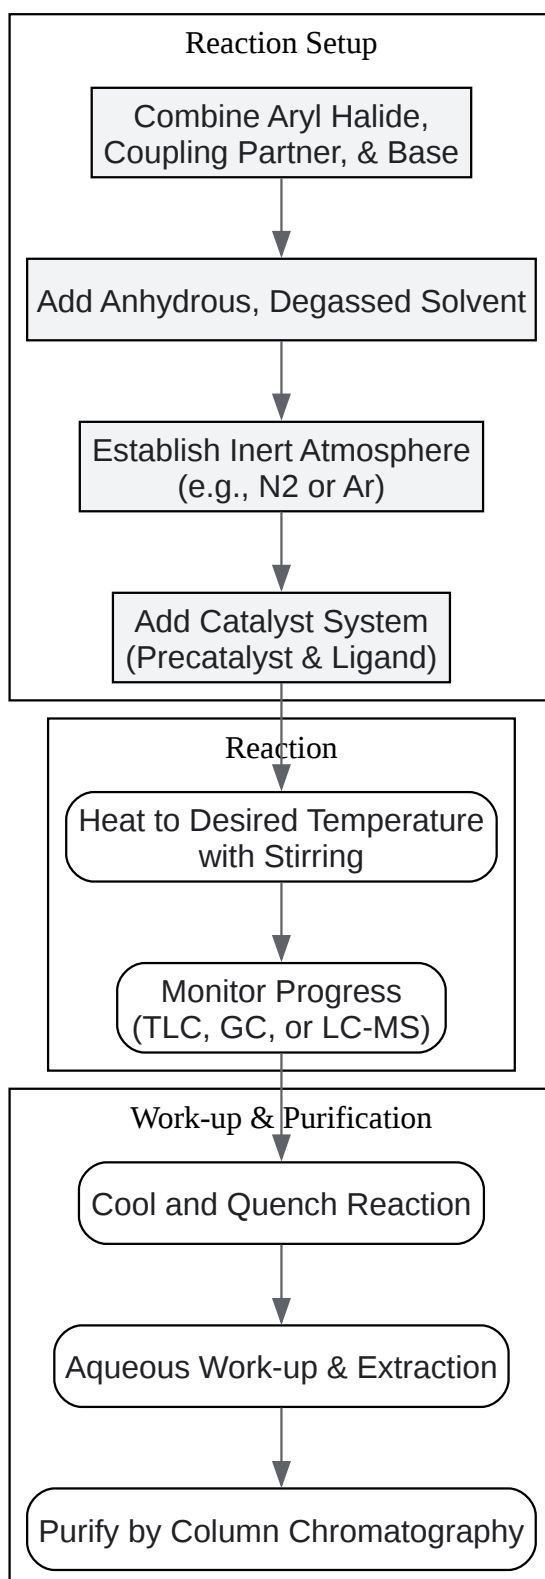 Reaction Setup
Combine Aryl Halide,
Coupling Partner, & Base
Add Anhydrous, Degassed Solvent
Establish Inert Atmosphere
(e.g., N2 or Ar)
Add Catalyst System
(Precatalyst & Ligand)
Reaction
Heat to Desired Temperature
with Stirring
Monitor Progress
(TLC, GC, or LC-MS)
Work-up & Purification
Cool and Quench Reaction
Aqueous Work-up & Extraction
Purify by Column Chromatography